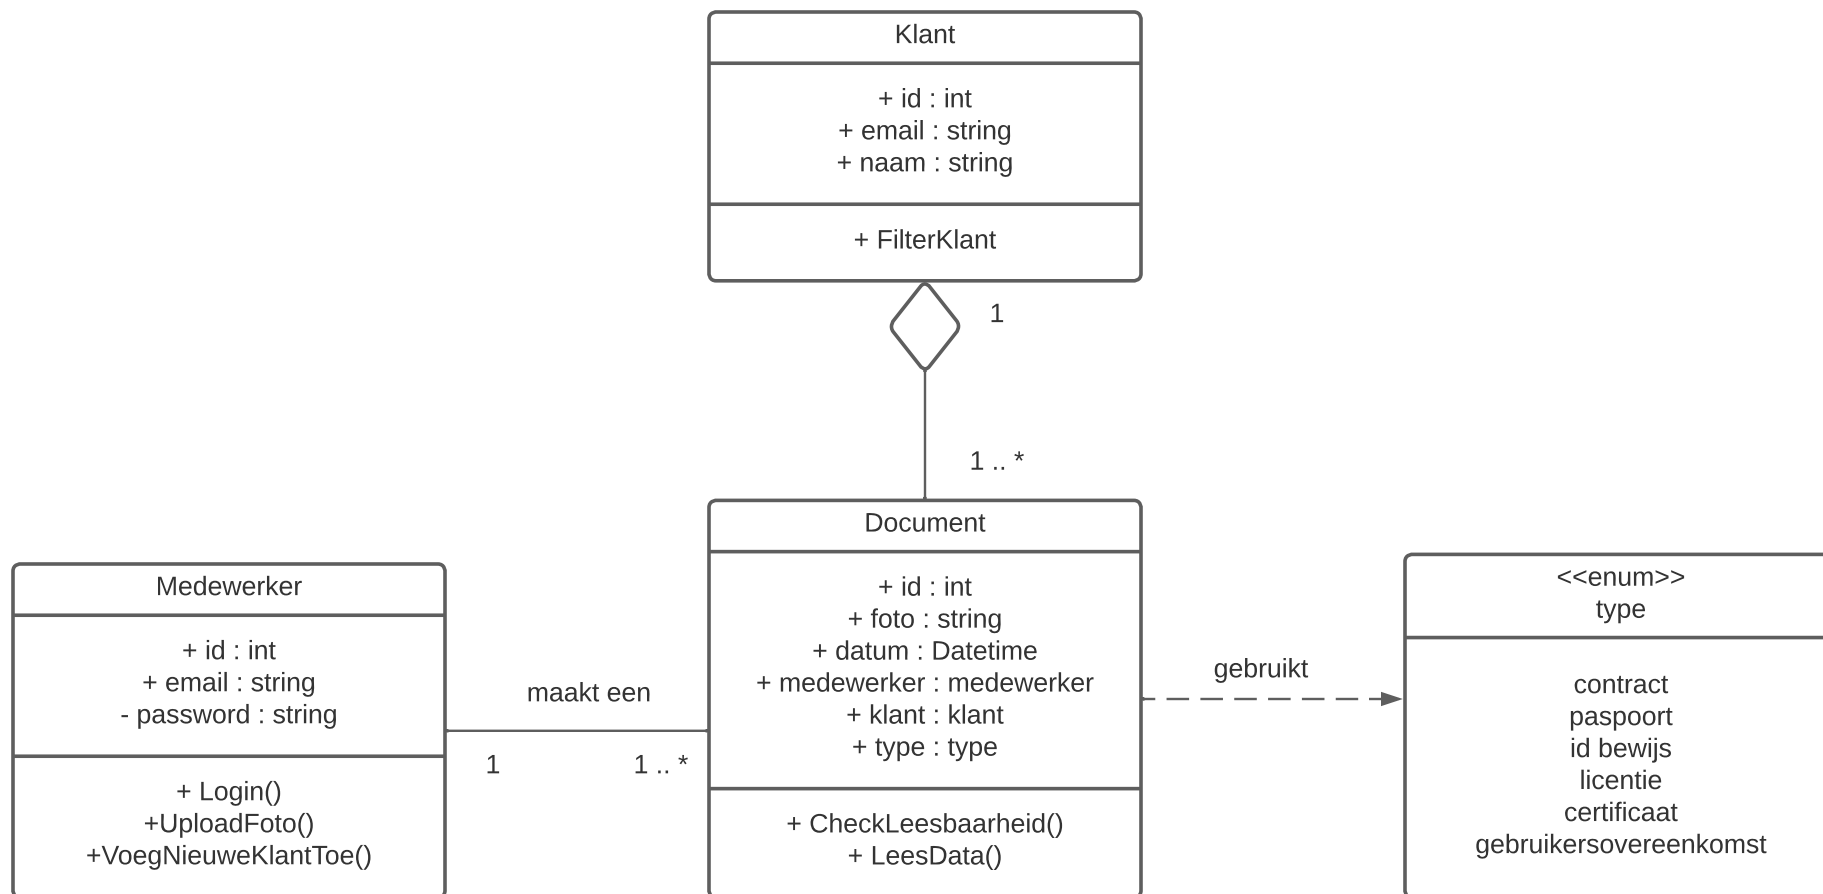 Klant
+ id : int
+ email : string
+ naam : string
+ FilterKlant
1
1 .. *
Document
+ id : int
+ foto : string
+ datum : Datetime
+ medewerker : medewerker
+ klant : klant
+ type : type
+ CheckLeesbaarheid()
+ LeesData()
Medewerker
+ id : int
+ email : string
- password : string
+ Login()
+UploadFoto()
+VoegNieuweKlantToe()
maakt een
1
1 .. *
gebruikt
<<enum>>
type
contract
paspoort
id bewijs
licentie
certificaat
gebruikersovereenkomst